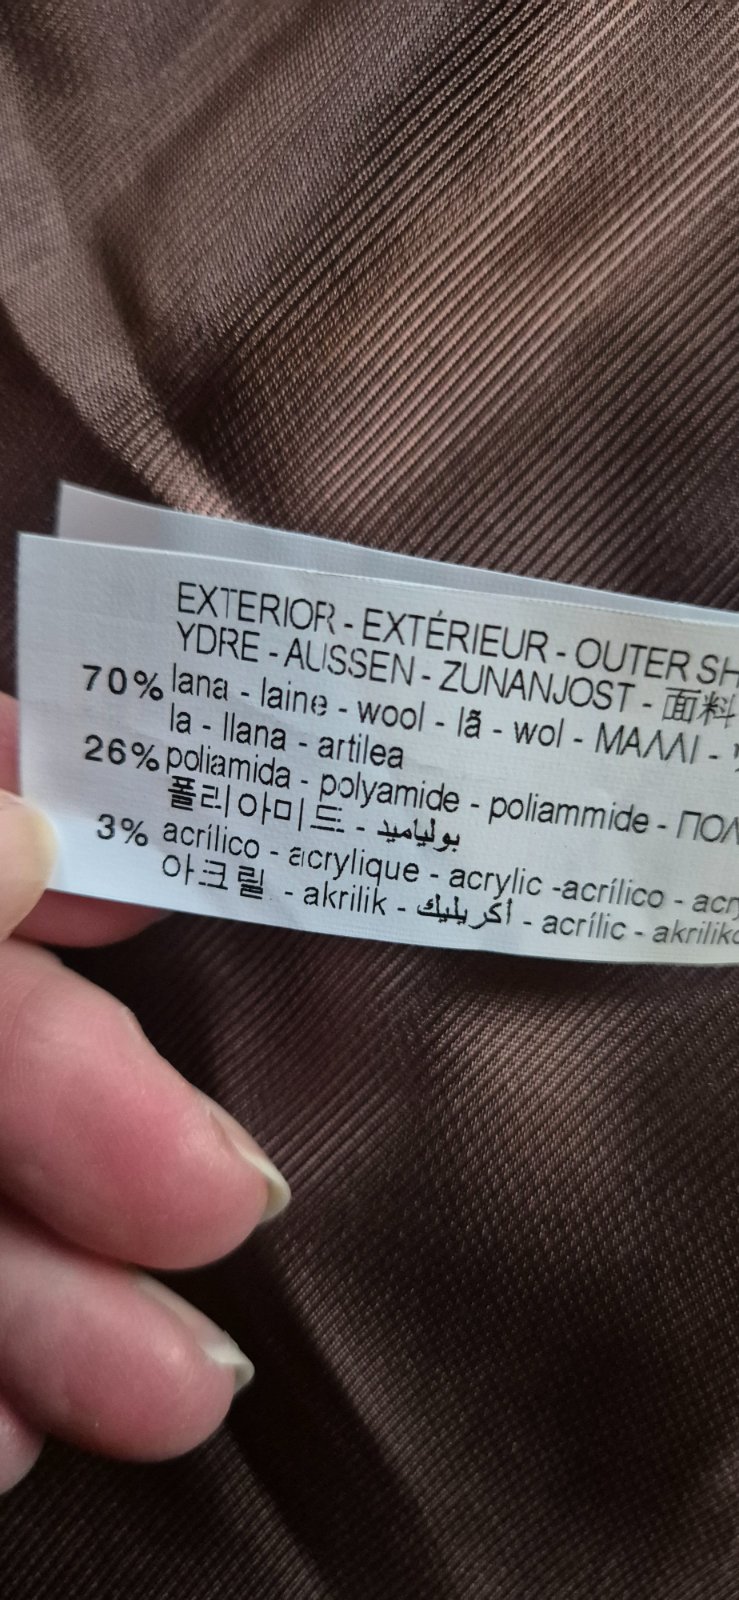 EXTERIOR - EXTÉRIEUR - OUTER SH
YDRE - AUSSEN - ZUNANJOST - 面料
70% lana - laine - wool - lã - wol - ΜΑΛΛΙ -
la - llana - artilea
26% poliamida - polyamide - poliammide - ΠΟΛ
폴리아미드 - بولياميد
3% acrílico - acrylique - acrylic -acrílico - acr
아크릴 - akrilik - أكريليك - acrílic - akriliko